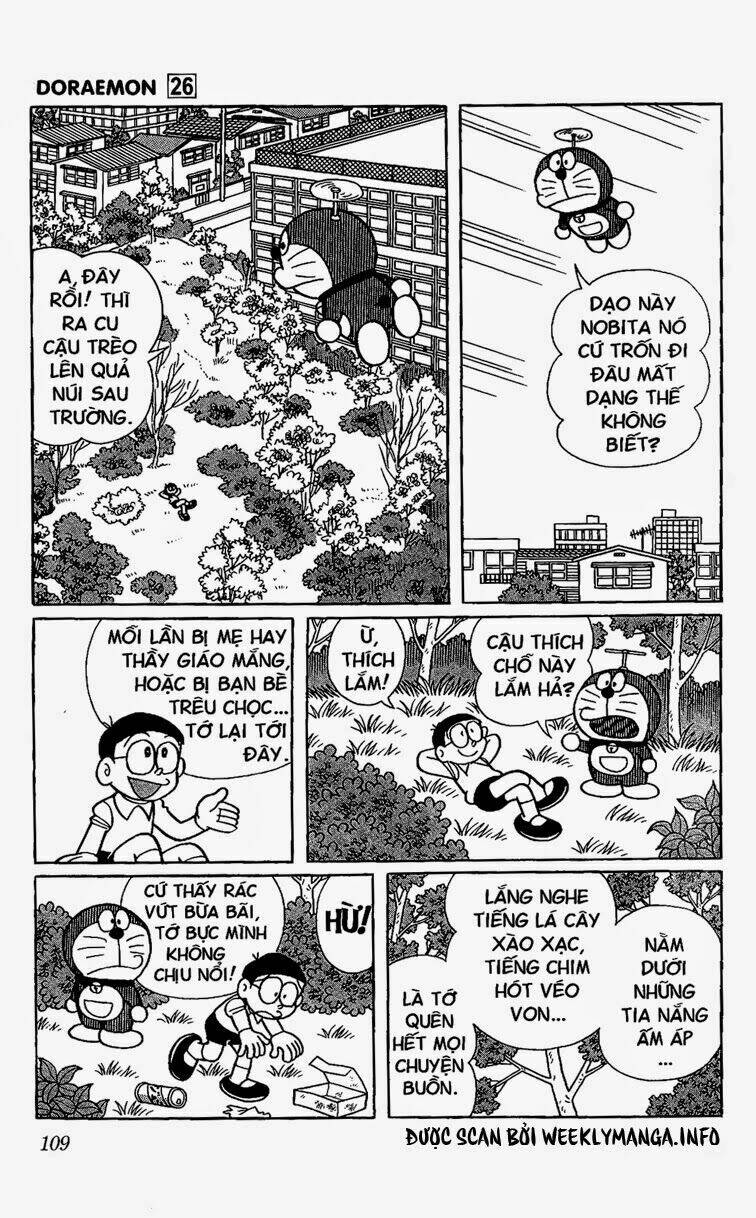 DORAEMON 26
DẠO NÀY
NOBITA NÓ
CỨ TRỐN ĐI
ĐÂU MẤT
DẠNG THẾ
KHÔNG
BIẾT?
A, ĐÂY
RỒI! THÌ
RA CU
CẬU TRÈO
LÊN QUẢ
NÚI SAU
TRƯỜNG.
CẬU THÍCH
CHỖ NÀY
LẮM HẢ?
Ừ,
THÍCH
LẮM!
MỖI LẦN BỊ MẸ HAY
THẦY GIÁO MẮNG,
HOẶC BỊ BẠN BÈ
TRÊU CHỌC...
TỚ LẠI TỚI
ĐÂY.
NẰM
DƯỚI
NHỮNG
TIA NẮNG
ẤM ÁP
...
LẮNG NGHE
TIẾNG LÁ CÂY
XÀO XẠC,
TIẾNG CHIM
HÓT VÉO
VON...
LÀ TỚ
QUÊN
HẾT MỌI
CHUYỆN
BUỒN.
HỪ!
CỨ THẤY RÁC
VỨT BỪA BÃI,
TỚ BỰC MÌNH
KHÔNG
CHỊU NỔI!
109
ĐƯỢC SCAN BỞI WEEKLYMANGA.INFO